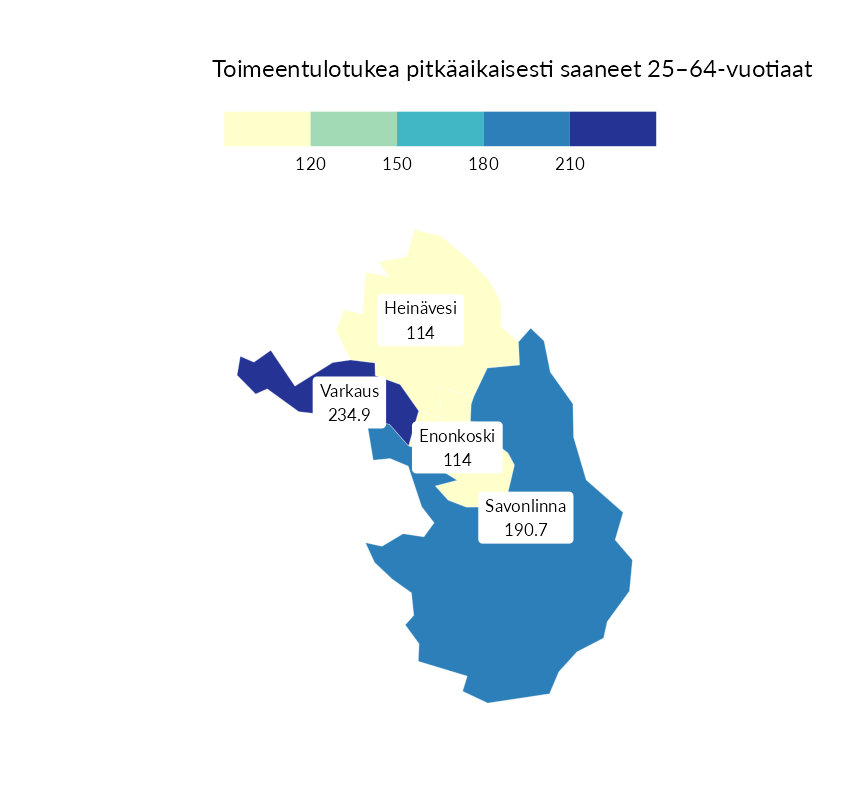 Toimeentulotukea pitkäaikaisesti saaneet 25–64-vuotiaat
120 150 180 210
Heinävesi
114
Varkaus
234.9
Enonkoski
114
Savonlinna
190.7